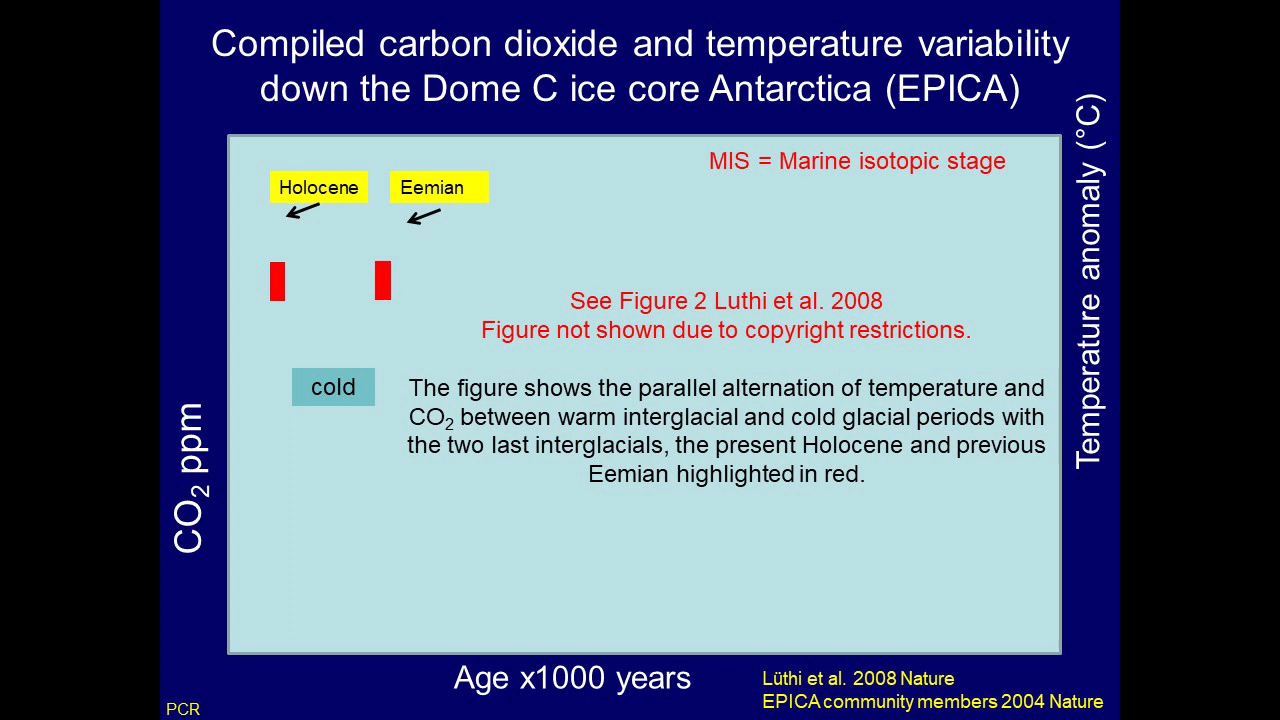 Compiled carbon dioxide and temperature variability
down the Dome C ice core Antarctica (EPICA)
MIS = Marine isotopic stage
Holocene
Eemian
See Figure 2 Luthi et al. 2008
Figure not shown due to copyright restrictions.
cold
The figure shows the parallel alternation of temperature and
CO₂ between warm interglacial and cold glacial periods with
the two last interglacials, the present Holocene and previous
Eemian highlighted in red.
CO₂ ppm
Temperature anomaly (°C)
Age x1000 years
Lüthi et al. 2008 Nature
EPICA community members 2004 Nature
PCR